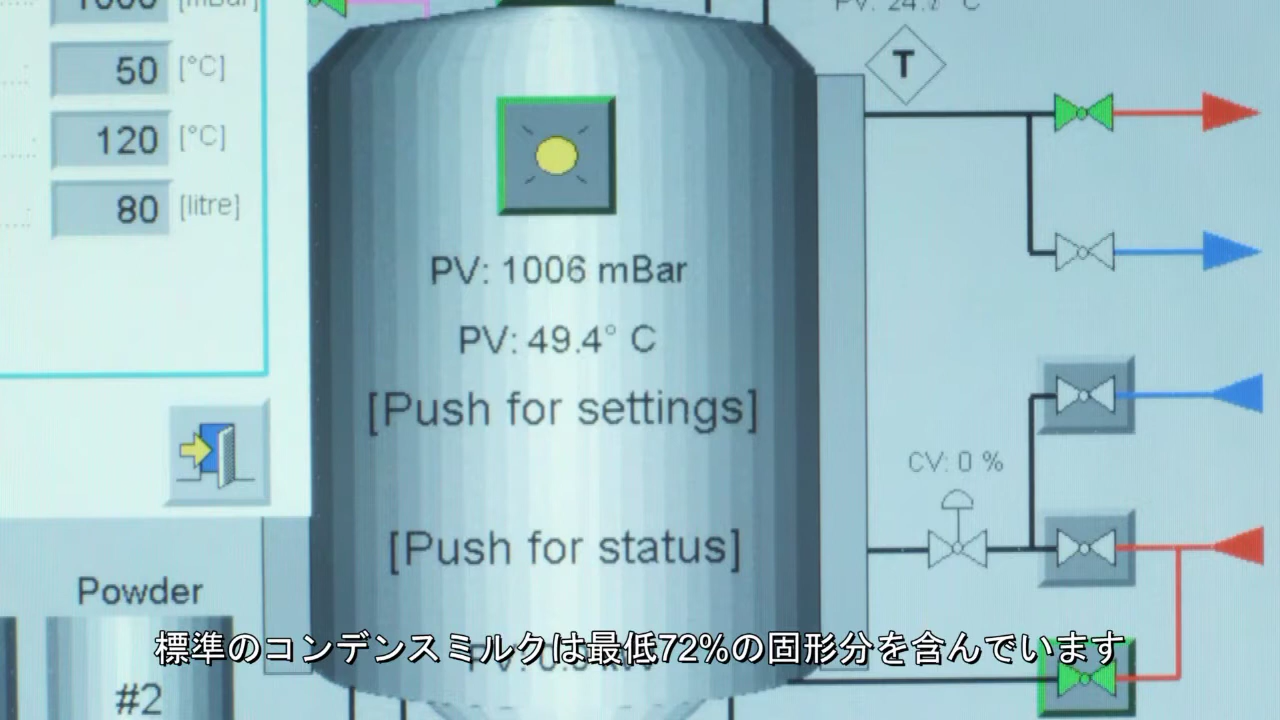 [mBar]
50 [°C]
120 [°C]
80 [litre]
T
PV: 1006 mBar
PV: 49.4° C
[Push for settings]
CV: 0 %
[Push for status]
Powder
#2
標準のコンデンスミルクは最低72%の固形分を含んでいます